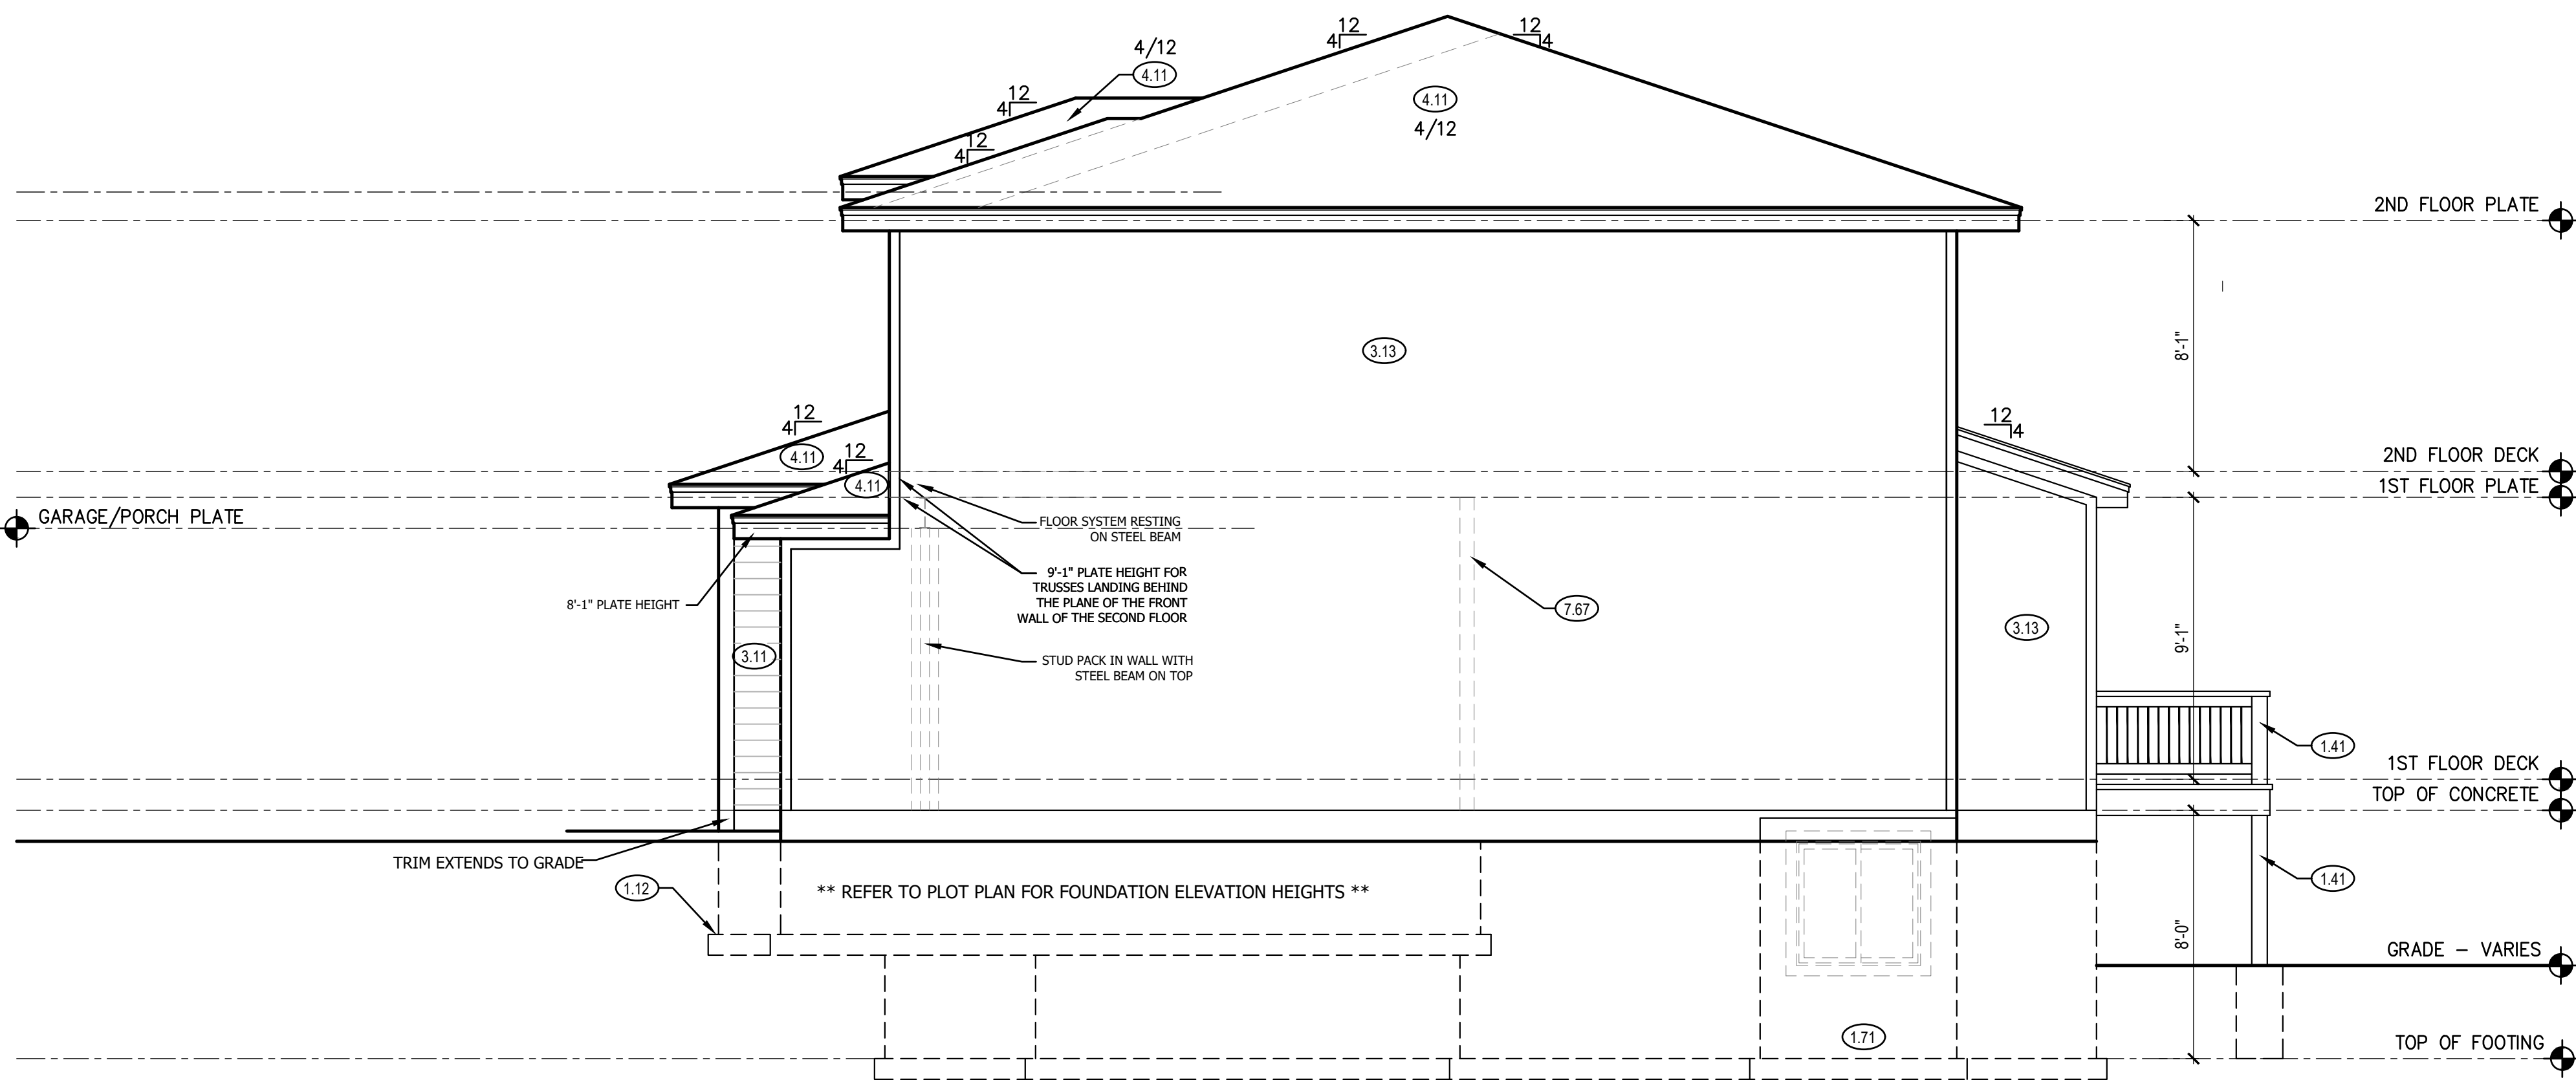 12
4
12
4
4/12
4.11
12
4
4.11
4/12
12
4
2ND FLOOR PLATE
8'-1"
3.13
12
4
12
4
4.11
12
4
4.11
2ND FLOOR DECK
1ST FLOOR PLATE
GARAGE/PORCH PLATE
FLOOR SYSTEM RESTING
ON STEEL BEAM
9'-1" PLATE HEIGHT FOR
TRUSSES LANDING BEHIND
THE PLANE OF THE FRONT
WALL OF THE SECOND FLOOR
8'-1" PLATE HEIGHT
7.67
3.13
9'-1"
3.11
STUD PACK IN WALL WITH
STEEL BEAM ON TOP
1.41
1ST FLOOR DECK
TOP OF CONCRETE
TRIM EXTENDS TO GRADE
1.12
** REFER TO PLOT PLAN FOR FOUNDATION ELEVATION HEIGHTS **
1.41
8'-0"
GRADE - VARIES
1.71
TOP OF FOOTING